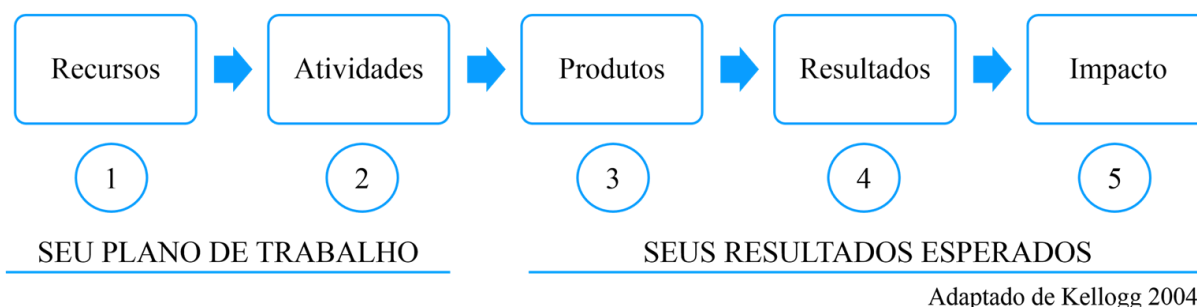 Recursos Atividades Produtos Resultados Impacto
1 2 3 4 5
SEU PLANO DE TRABALHO SEUS RESULTADOS ESPERADOS
Adaptado de Kellogg 2004